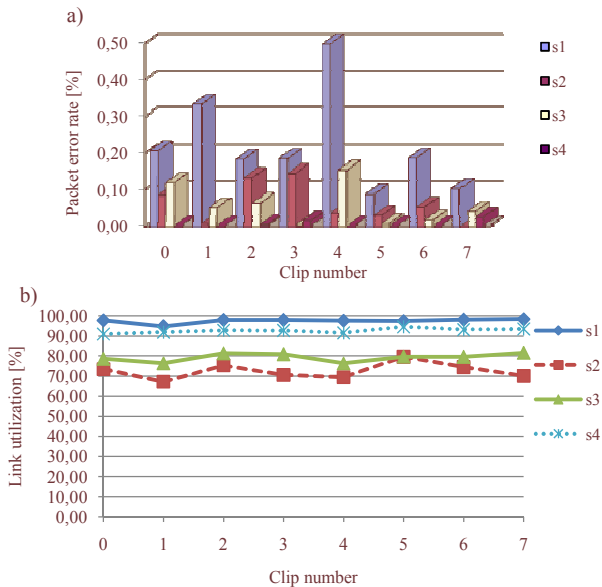 a)
Packet error rate [%]
0,50
0,40
0,30
0,20
0,10
0,00
0 1 2 3 4 5 6 7
Clip number
s1
s2
s3
s4
b)
Link utilization [%]
100,00
90,00
80,00
70,00
60,00
50,00
40,00
30,00
20,00
10,00
0,00
0 1 2 3 4 5 6 7
Clip number
s1
s2
s3
s4